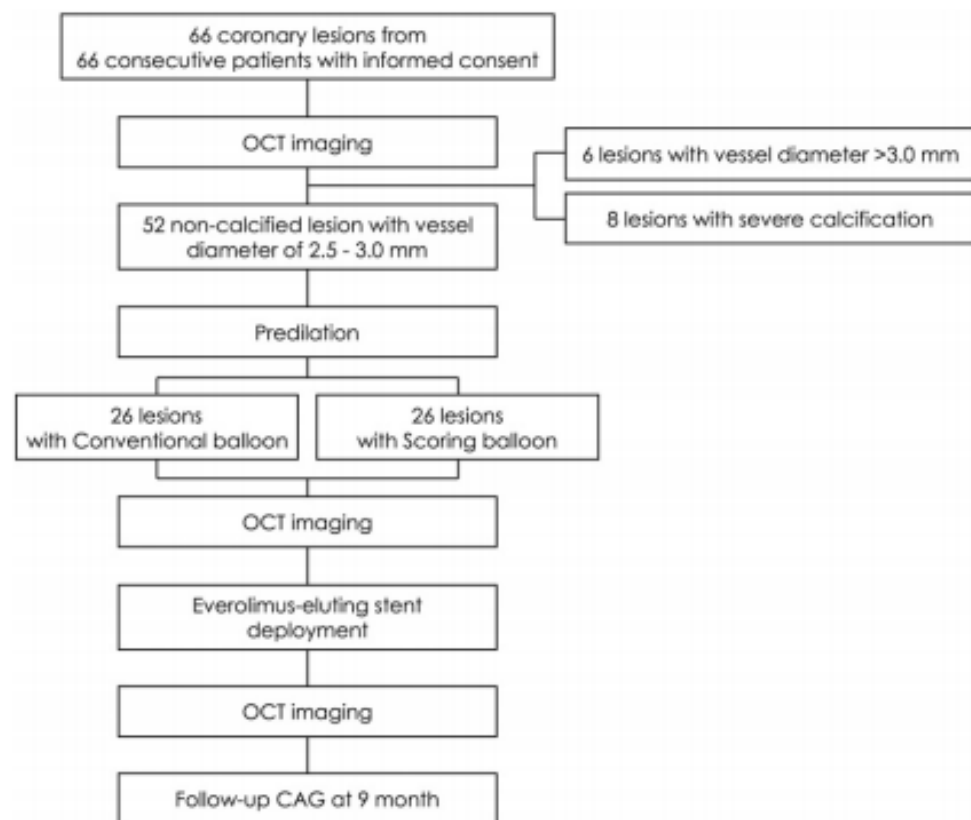 66 coronary lesions from
66 consecutive patients with informed consent
OCT imaging
6 lesions with vessel diameter >3.0 mm
8 lesions with severe calcification
52 non-calcified lesion with vessel
diameter of 2.5 - 3.0 mm
Predilation
26 lesions
with Conventional balloon
26 lesions
with Scoring balloon
OCT imaging
Everolimus-eluting stent
deployment
OCT imaging
Follow-up CAG at 9 month